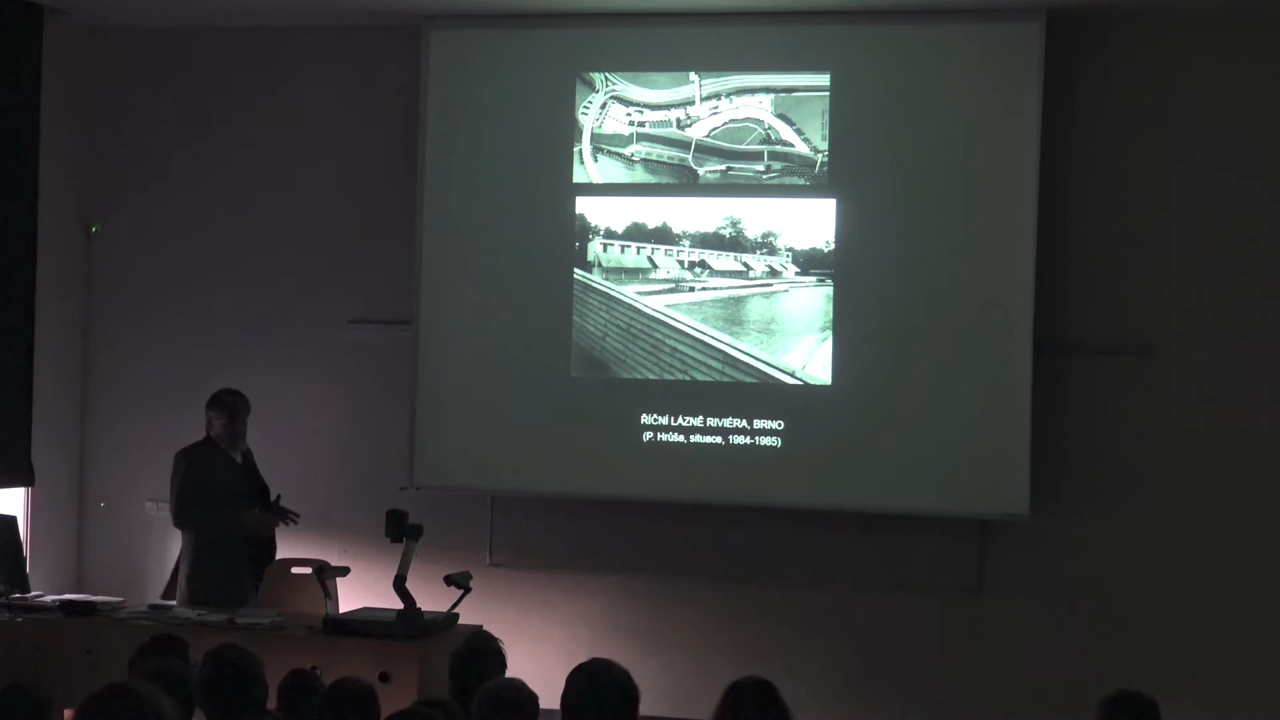 ŘÍČNÍ LÁZNĚ RIVIÉRA, BRNO
(P. Hrůša, situace, 1984-1985)